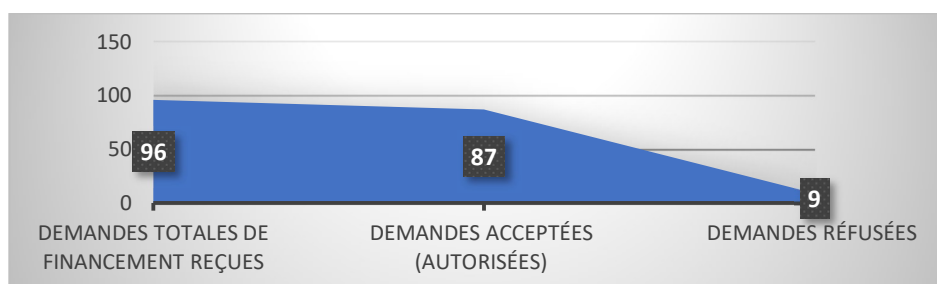 150
100
50
0
96
87
9
DEMANDES TOTALES DE
FINANCEMENT REÇUES
DEMANDES ACCEPTÉES
(AUTORISÉES)
DEMANDES RÉFUSÉES